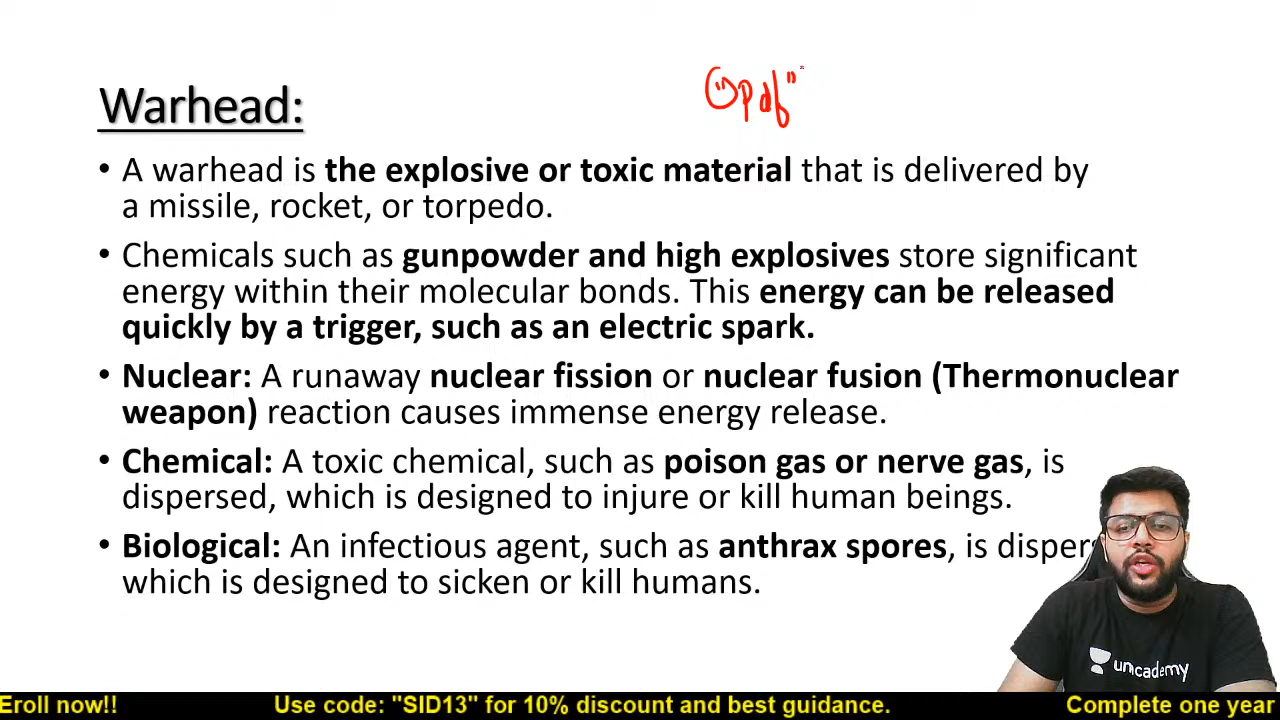 pdf"
Warhead:
• A warhead is the explosive or toxic material that is delivered by
a missile, rocket, or torpedo.
• Chemicals such as gunpowder and high explosives store significant
energy within their molecular bonds. This energy can be released
quickly by a trigger, such as an electric spark.
• Nuclear: A runaway nuclear fission or nuclear fusion (Thermonuclear
weapon) reaction causes immense energy release.
• Chemical: A toxic chemical, such as poison gas or nerve gas, is
dispersed, which is designed to injure or kill human beings.
• Biological: An infectious agent, such as anthrax spores, is dispers
which is designed to sicken or kill humans.
unacademy
Eroll now!! Use code: "SID13" for 10% discount and best guidance. Complete one year